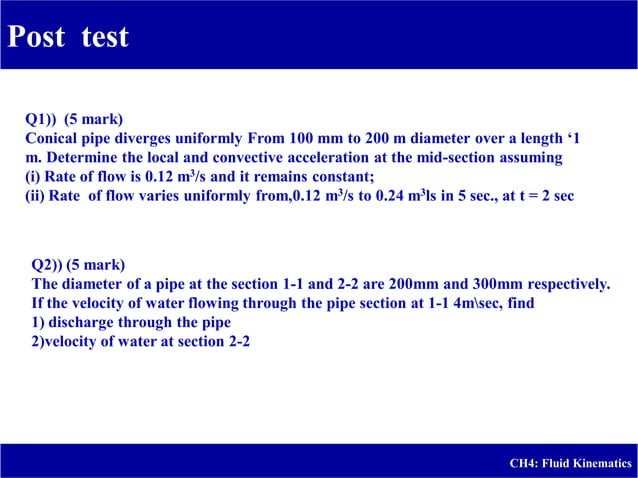 Post test
Q1)) (5 mark)
Conical pipe diverges uniformly From 100 mm to 200 m diameter over a length ‘1
m. Determine the local and convective acceleration at the mid-section assuming
(i) Rate of flow is 0.12 m³/s and it remains constant;
(ii) Rate of flow varies uniformly from,0.12 m³/s to 0.24 m³ls in 5 sec., at t = 2 sec
Q2)) (5 mark)
The diameter of a pipe at the section 1-1 and 2-2 are 200mm and 300mm respectively.
If the velocity of water flowing through the pipe section at 1-1 4m\sec, find
1) discharge through the pipe
2)velocity of water at section 2-2
CH4: Fluid Kinematics